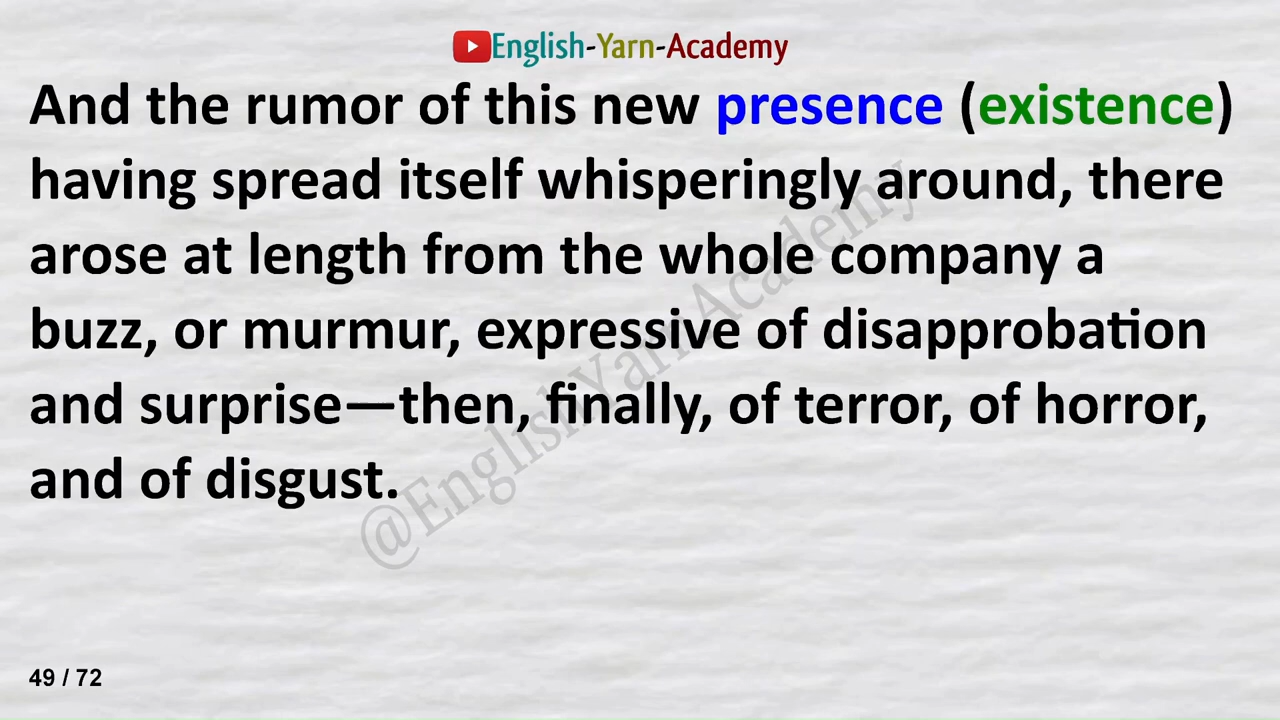 English-Yarn-Academy
And the rumor of this new presence (existence)
having spread itself whisperingly around, there
arose at length from the whole company a
buzz, or murmur, expressive of disapprobation
and surprise—then, finally, of terror, of horror,
and of disgust.
@EnglishYarnAcademy
49 / 72